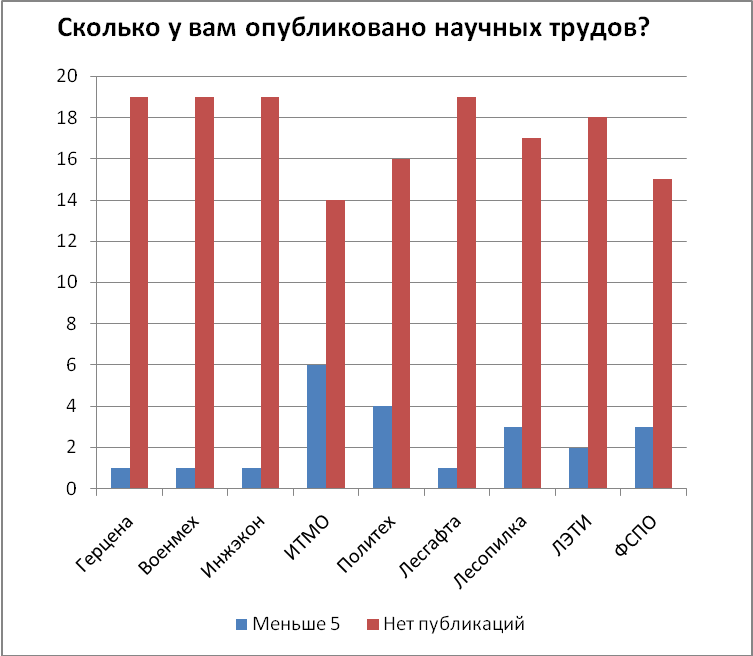 Сколько у вам опубликовано научных трудов?
20
18
16
14
12
10
8
6
4
2
0
Герцена
Военмех
Инжэкон
ИТМО
Политех
Лесгафта
Лесопилка
ЛЭТИ
ФСПО
Меньше 5
Нет публикаций